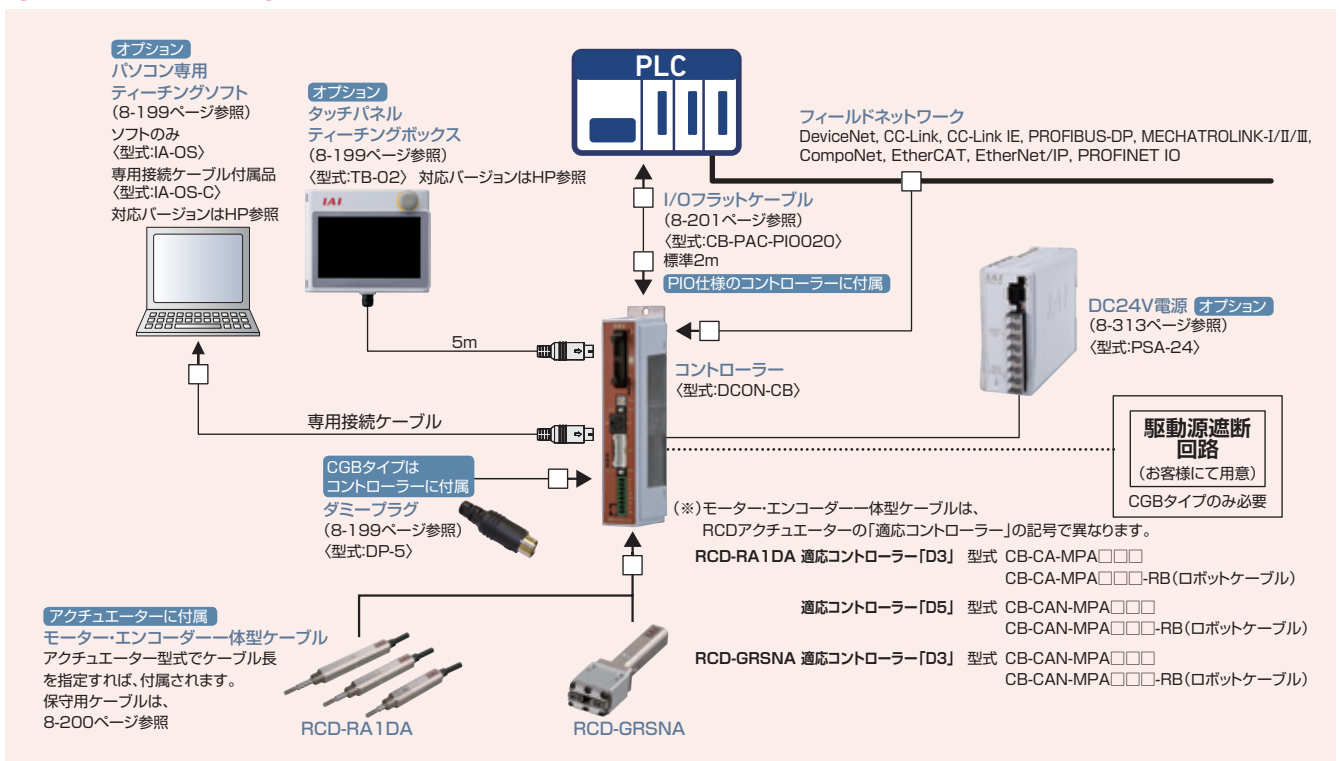 オプション
パソコン専用
ティーチングソフト
(8-199ページ参照)
ソフトのみ
〈型式:IA-OS〉
専用接続ケーブル付属品
〈型式:IA-OS-C〉
対応バージョンはHP参照
オプション
タッチパネル
ティーチングボックス
(8-199ページ参照)
〈型式:TB-02〉 対応バージョンはHP参照
IAI
PLC
フィールドネットワーク
DeviceNet, CC-Link, CC-Link IE, PROFIBUS-DP, MECHATROLINK-Ⅰ/Ⅱ/Ⅲ,
CompoNet, EtherCAT, EtherNet/IP, PROFINET IO
I/Oフラットケーブル
(8-201ページ参照)
〈型式:CB-PAC-PIO020〉
標準2m
PIO仕様のコントローラーに付属
DC24V電源 オプション
(8-313ページ参照)
〈型式:PSA-24〉
5m
コントローラー
〈型式:DCON-CB〉
専用接続ケーブル
駆動源遮断
回路
(お客様にて用意)
CGBタイプのみ必要
CGBタイプは
コントローラーに付属
ダミープラグ
(8-199ページ参照)
〈型式:DP-5〉
(※)モーター・エンコーダー一体型ケーブルは、
RCDアクチュエーターの「適応コントローラー」の記号で異なります。
RCD-RA1DA 適応コントローラー「D3」 型式 CB-CA-MPA□□□
CB-CA-MPA□□□-RB(ロボットケーブル)
適応コントローラー「D5」 型式 CB-CAN-MPA□□□
CB-CAN-MPA□□□-RB(ロボットケーブル)
RCD-GRSNA 適応コントローラー「D3」 型式 CB-CAN-MPA□□□
CB-CAN-MPA□□□-RB(ロボットケーブル)
アクチュエーターに付属
モーター・エンコーダー一体型ケーブル
アクチュエーター型式でケーブル長
を指定すれば、付属されます。
保守用ケーブルは、
8-200ページ参照
RCD-RA1DA
RCD-GRSNA